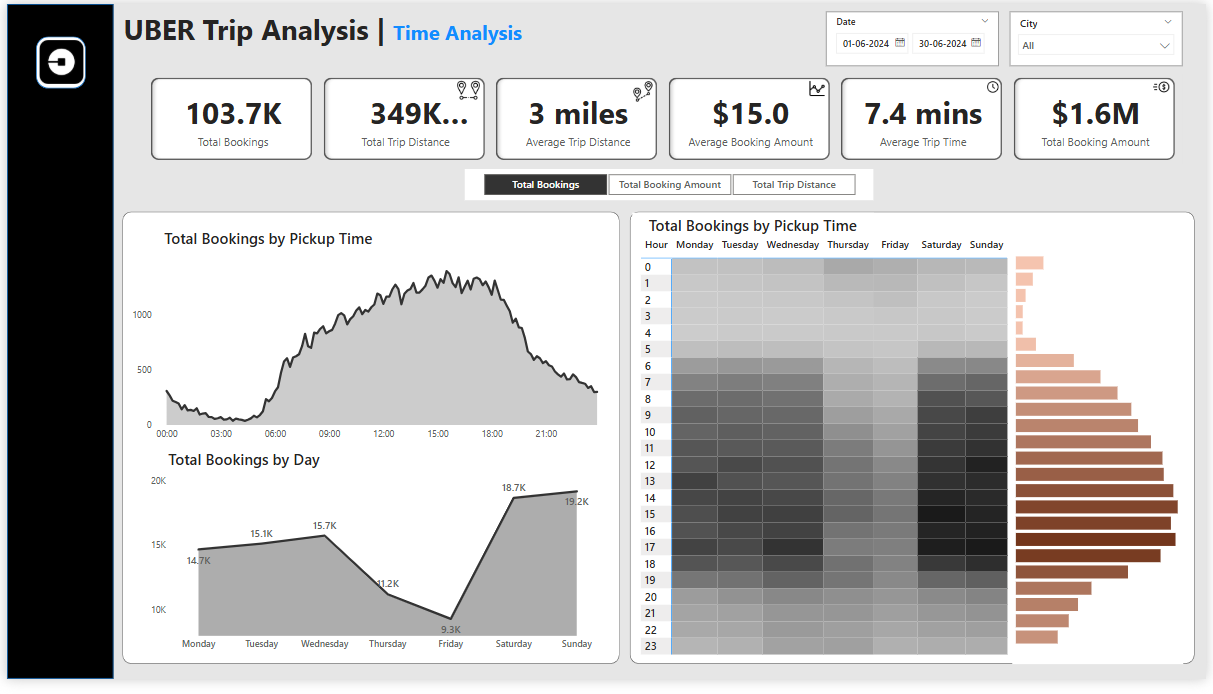 UBER Trip Analysis | Time Analysis
Date
01-06-2024 30-06-2024
City
All
103.7K
Total Bookings
349K...
Total Trip Distance
3 miles
Average Trip Distance
$15.0
Average Booking Amount
7.4 mins
Average Trip Time
$1.6M
Total Booking Amount
Total Bookings Total Booking Amount Total Trip Distance
Total Bookings by Pickup Time
1000
500
0
00:00 03:00 06:00 09:00 12:00 15:00 18:00 21:00
Total Bookings by Day
20K
15K
10K
14.7K 15.1K 15.7K 11.2K 9.3K 18.7K 19.2K
Monday Tuesday Wednesday Thursday Friday Saturday Sunday
Total Bookings by Pickup Time
Hour Monday Tuesday Wednesday Thursday Friday Saturday Sunday
0
1
2
3
4
5
6
7
8
9
10
11
12
13
14
15
16
17
18
19
20
21
22
23